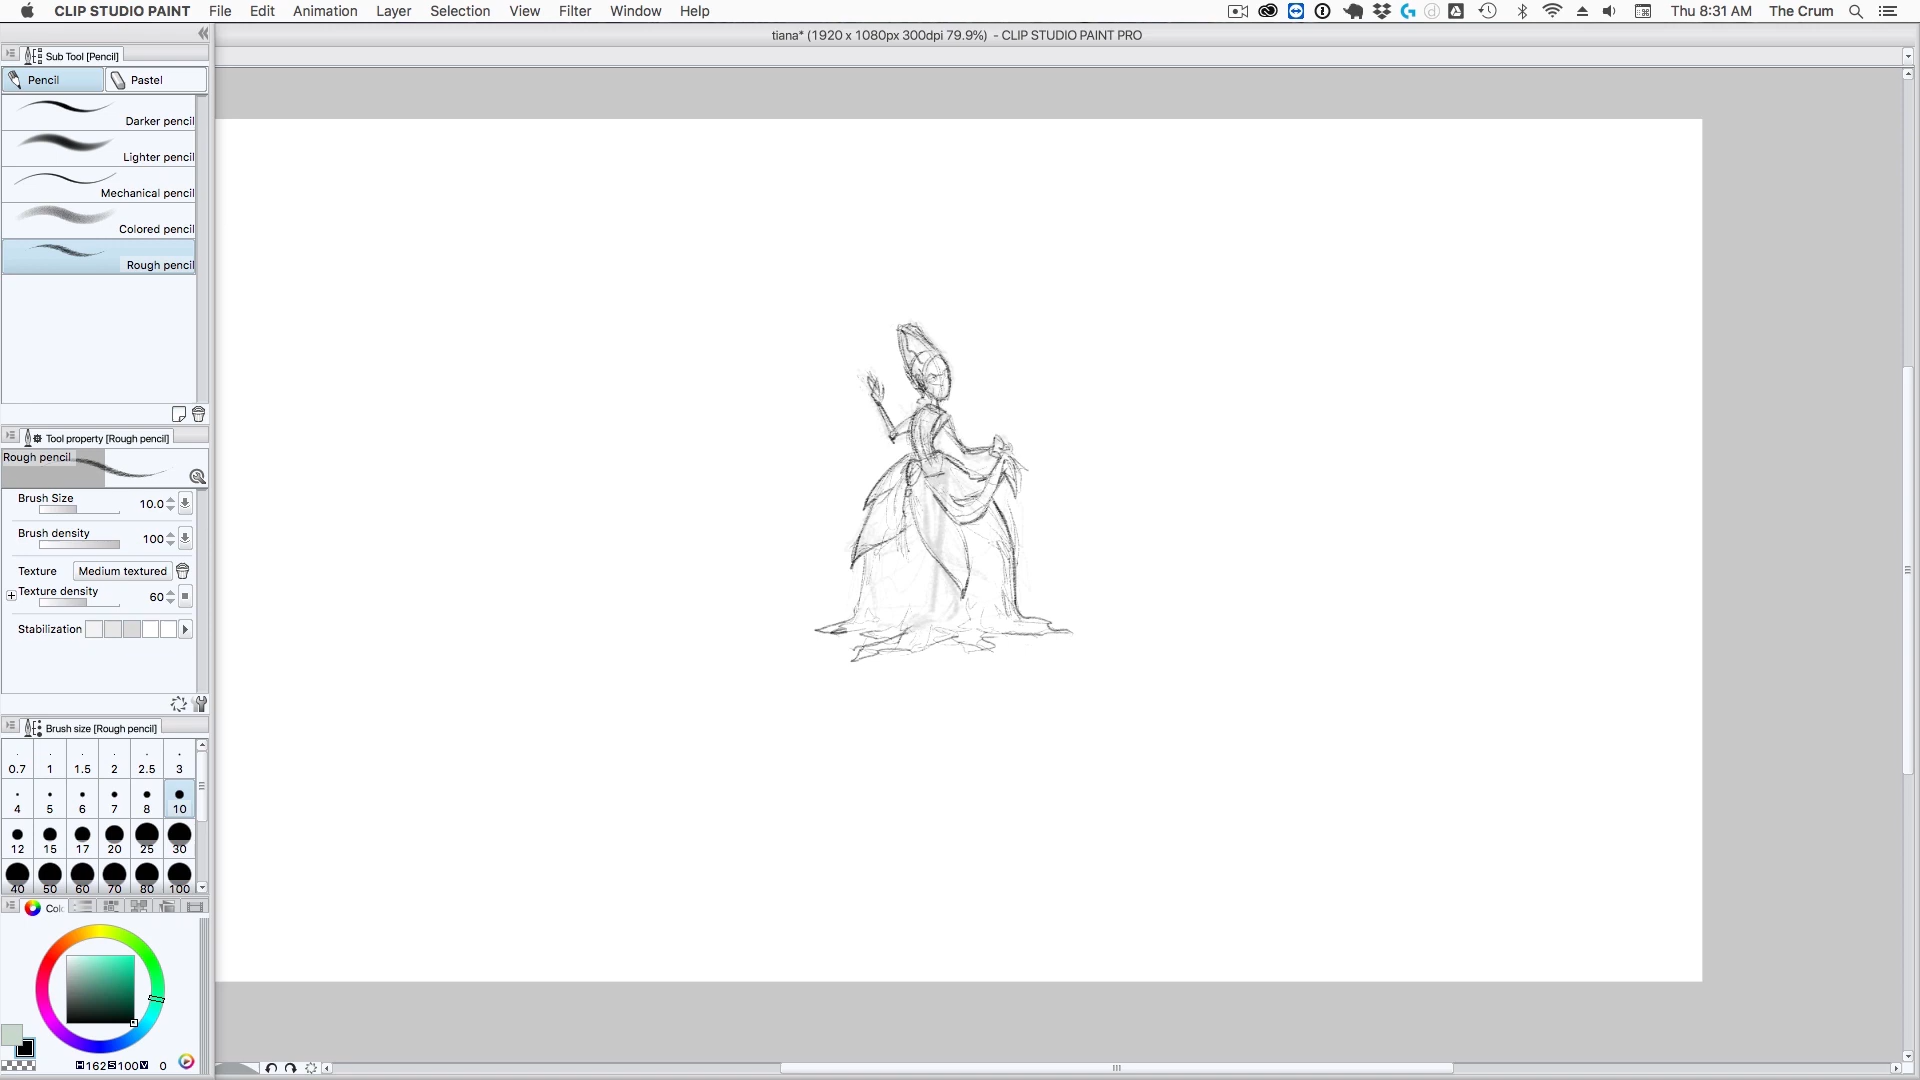 CLIP STUDIO PAINT File Edit Animation Layer Selection View Filter Window Help Thu 8:31 AM The Crum
tiana* (1920 x 1080px 300dpi 79.9%) - CLIP STUDIO PAINT PRO
Sub Tool [Pencil]
Pencil Pastel
Darker pencil
Lighter pencil
Mechanical pencil
Colored pencil
Rough pencil
Tool property [Rough pencil]
Rough pencil
Brush Size 10.0
Brush density 100
Texture Medium textured
Texture density 60
Stabilization
Brush size [Rough pencil]
0.7 1 1.5 2 2.5 3
4 5 6 7 8 10
12 15 17 20 25 30
40 50 60 70 80 100
Colo
H 162 S 100 V 0